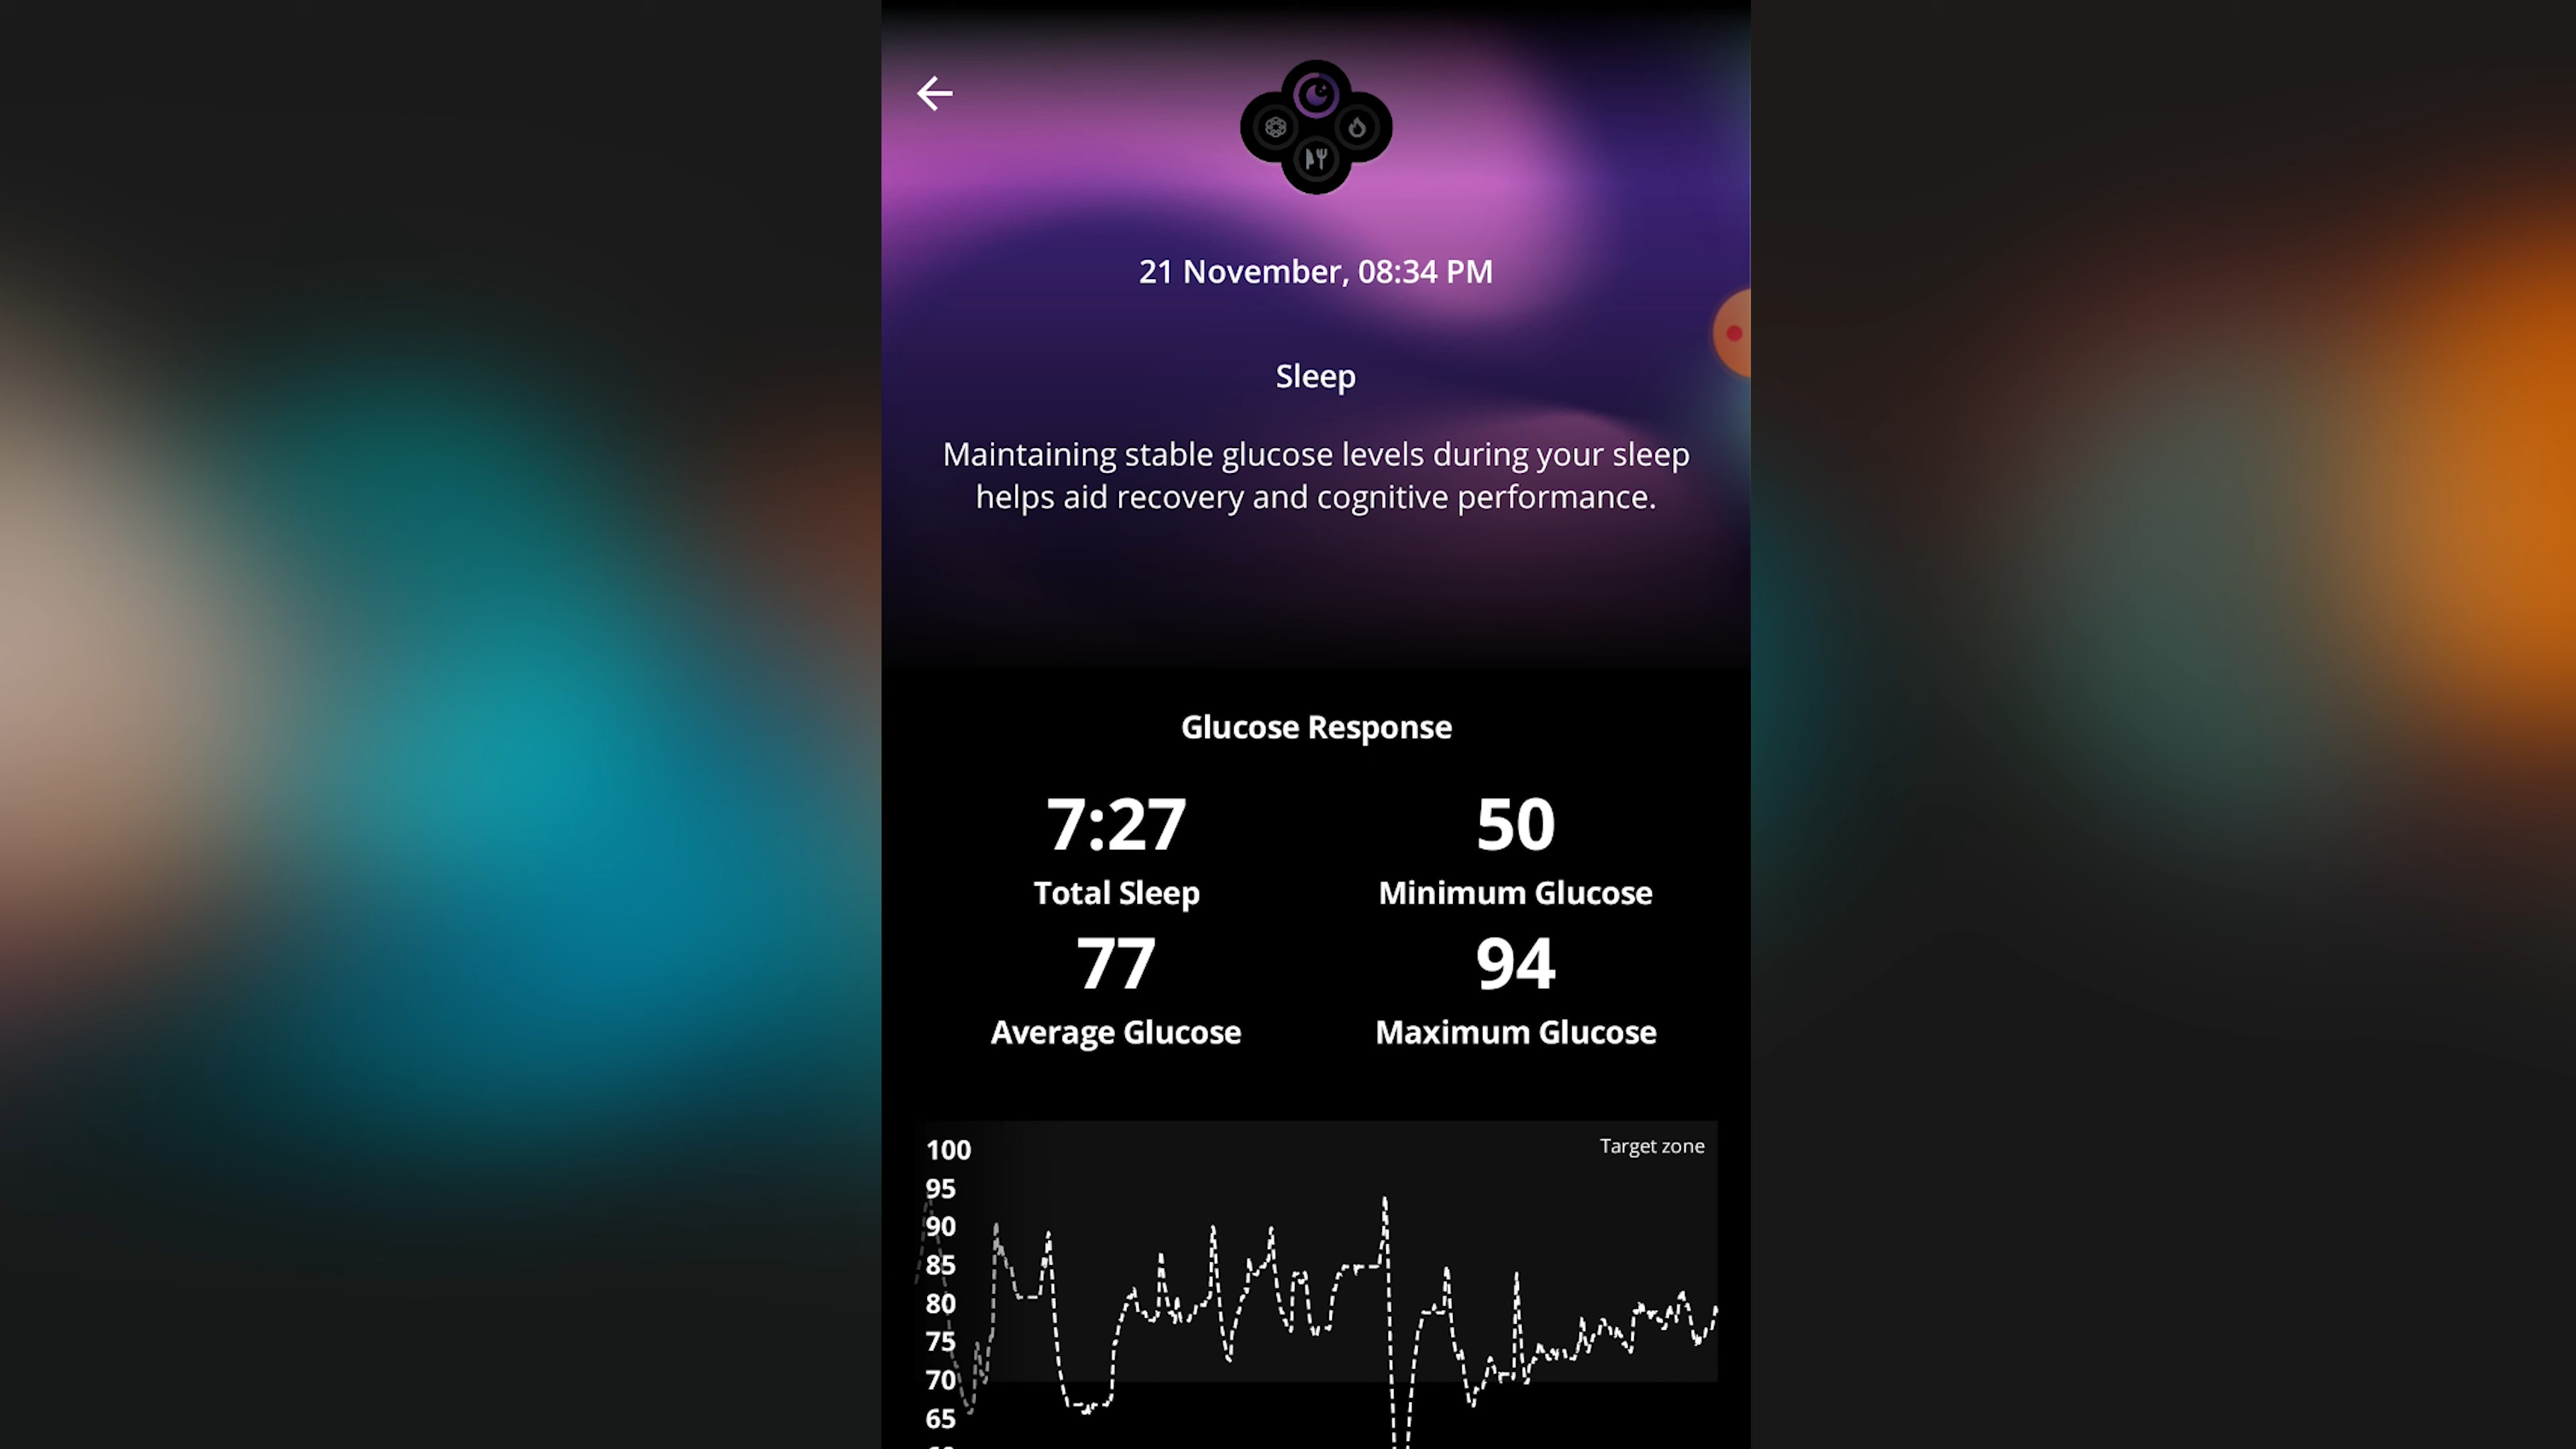 21 November, 08:34 PM
Sleep
Maintaining stable glucose levels during your sleep
helps aid recovery and cognitive performance.
Glucose Response
7:27
Total Sleep
50
Minimum Glucose
77
Average Glucose
94
Maximum Glucose
Target zone
100
95
90
85
80
75
70
65